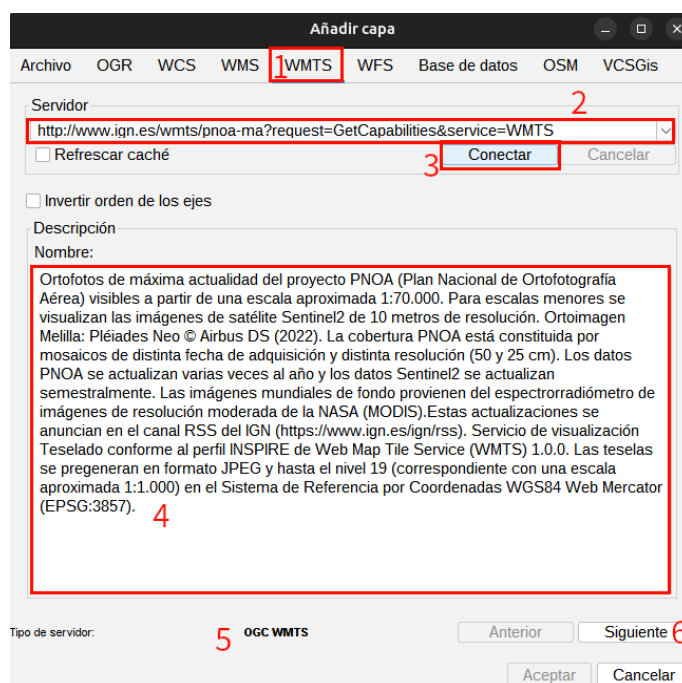 Añadir capa
Archivo OGR WCS WMS 1 WMTS WFS Base de datos OSM VCSGis
Servidor 2
http://www.ign.es/wmts/pnoa-ma?request=GetCapabilities&service=WMTS
Refrescar caché 3 Conectar Cancelar
Invertir orden de los ejes
Descripción
Nombre:
Ortofotos de máxima actualidad del proyecto PNOA (Plan Nacional de Ortofotografía
Aérea) visibles a partir de una escala aproximada 1:70.000. Para escalas menores se
visualizan las imágenes de satélite Sentinel2 de 10 metros de resolución. Ortoimagen
Melilla: Pléiades Neo © Airbus DS (2022). La cobertura PNOA está constituida por
mosaicos de distinta fecha de adquisición y distinta resolución (50 y 25 cm). Los datos
PNOA se actualizan varias veces al año y los datos Sentinel2 se actualizan
semestralmente. Las imágenes mundiales de fondo provienen del espectrorradiómetro de
imágenes de resolución moderada de la NASA (MODIS).Estas actualizaciones se
anuncian en el canal RSS del IGN (https://www.ign.es/ign/rss). Servicio de visualización
Teselado conforme al perfil INSPIRE de Web Map Tile Service (WMTS) 1.0.0. Las teselas
se pregeneran en formato JPEG y hasta el nivel 19 (correspondiente con una escala
aproximada 1:1.000) en el Sistema de Referencia por Coordenadas WGS84 Web Mercator
(EPSG:3857). 4
Tipo de servidor: 5 OGC WMTS Anterior Siguiente 6
Aceptar Cancelar